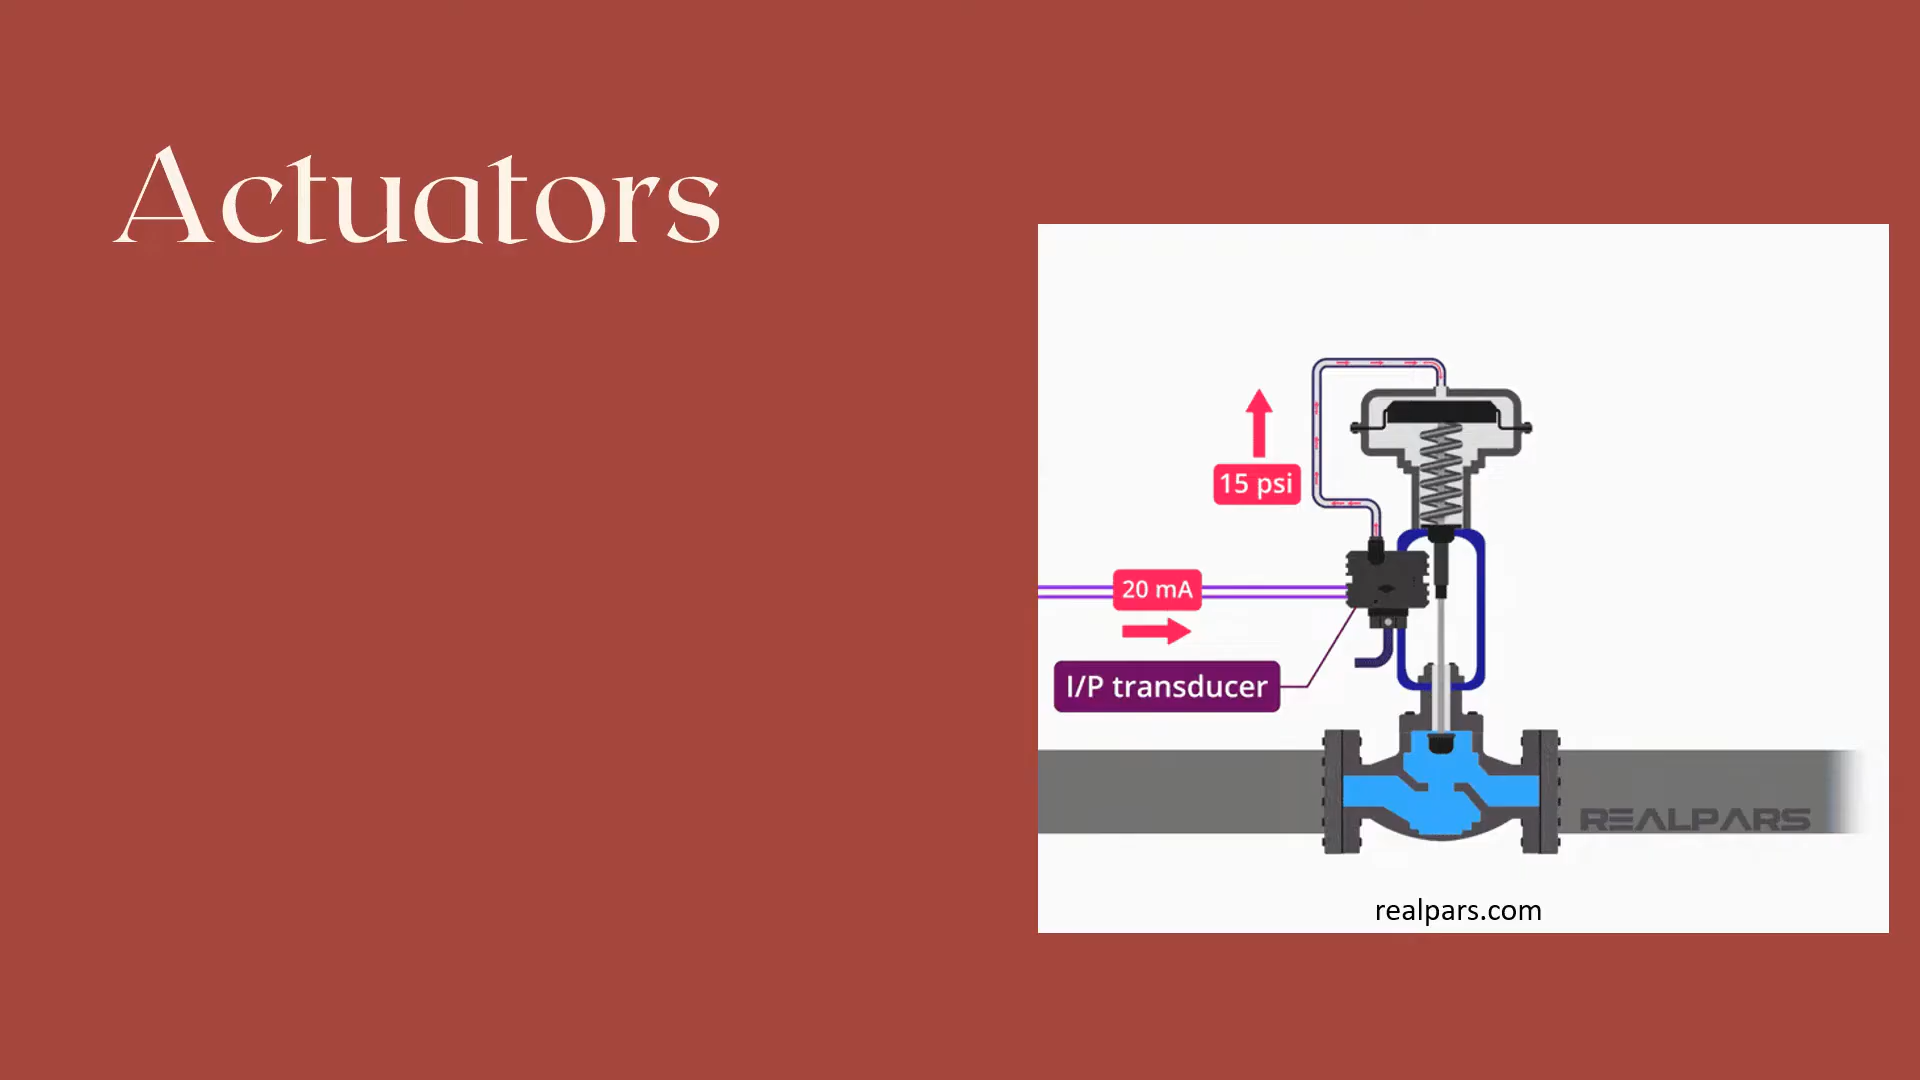 Actuators
15 psi
20 mA
I/P transducer
REALPARS
realpars.com